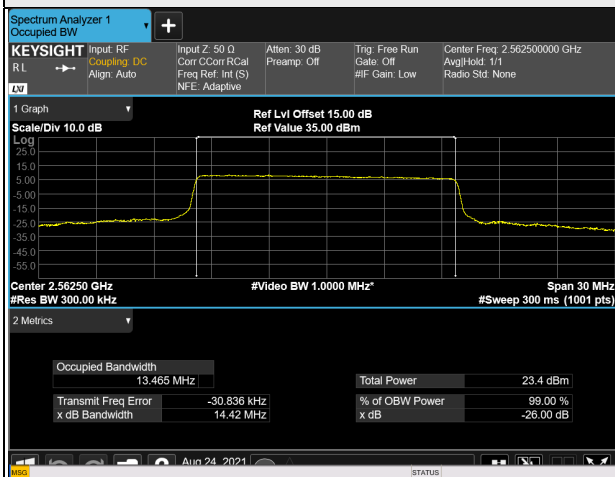 Spectrum Analyzer 1
Occupied BW
+
KEYSIGHT
R L
LXI
Input: RF
Coupling: DC
Align: Auto
Input Z: 50 Ω
Corr CCorr RCal
Freq Ref: Int (S)
NFE: Adaptive
Atten: 30 dB
Preamp: Off
Trig: Free Run
Gate: Off
#IF Gain: Low
Center Freq: 2.562500000 GHz
Avg|Hold: 1/1
Radio Std: None
1 Graph
Scale/Div 10.0 dB
Ref Lvl Offset 15.00 dB
Ref Value 35.00 dBm
Log
25.0
15.0
5.00
-5.00
-15.0
-25.0
-35.0
-45.0
-55.0
Center 2.56250 GHz
#Video BW 1.0000 MHz*
Span 30 MHz
#Res BW 300.00 kHz
#Sweep 300 ms (1001 pts)
2 Metrics
Occupied Bandwidth
13.465 MHz
Total Power 23.4 dBm
Transmit Freq Error -30.836 kHz
% of OBW Power 99.00 %
x dB Bandwidth 14.42 MHz
x dB -26.00 dB
Aug 24, 2021
MSG
STATUS